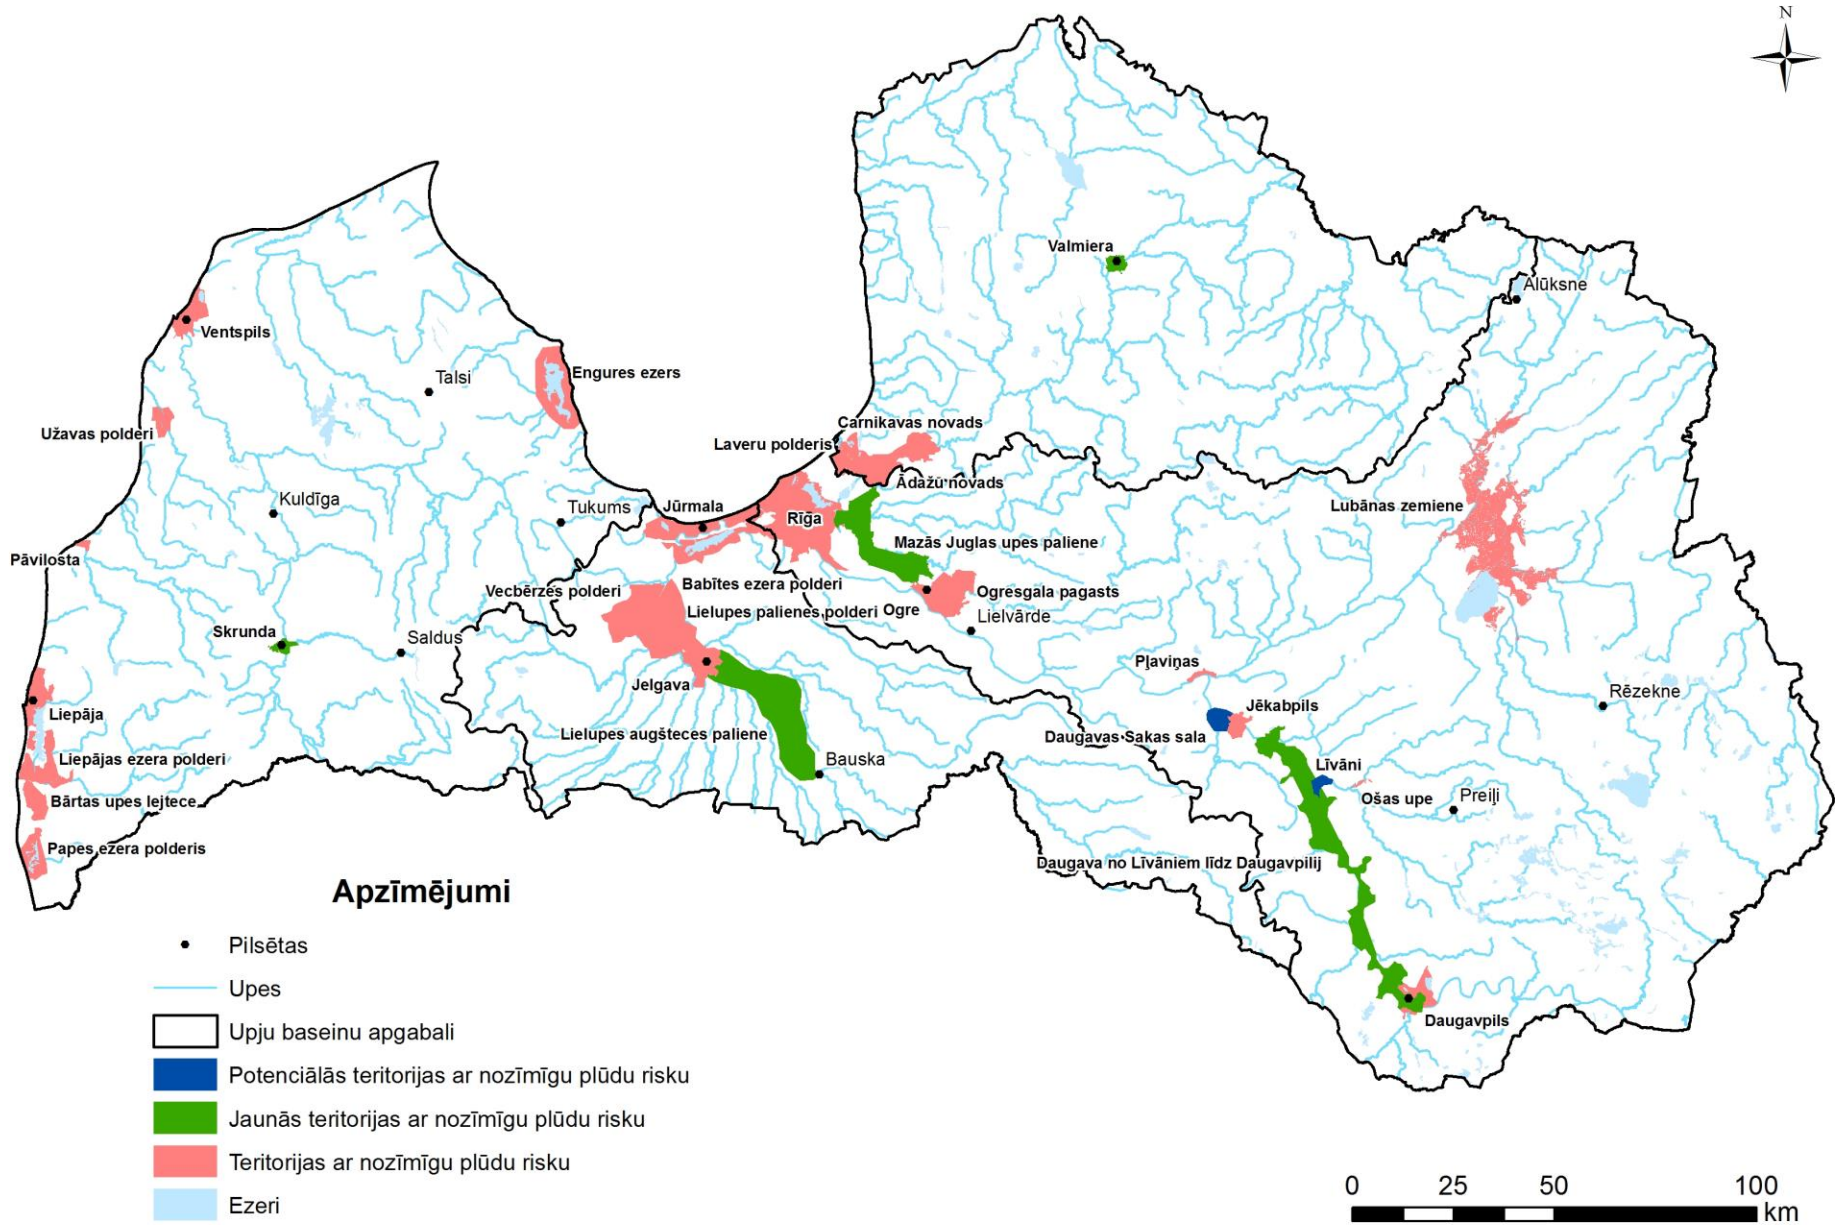 N
Valmiera
Alūksne
Ventspils
Talsi
Engures ezers
Užavas polderi
Carnikavas novads
Laveru polderis
Ādažu novads
Kuldīga
Tukums
Jūrmala
Rīga
Lubānas zemiene
Mazās Juglas upes paliene
Pāvilosta
Vecbērzes polderi
Babītes ezera polderi
Ogresgala pagasts
Lielupes palienes polderi
Ogre
Lielvārde
Skrunda
Saldus
Pļaviņas
Jelgava
Rēzekne
Liepāja
Jēkabpils
Lielupes augšteces paliene
Daugavas Sakas sala
Liepājas ezera polderi
Bauska
Līvāni
Bārtas upes lejtece
Ošas upe
Preiļi
Papes ezera polderis
Daugava no Līvāniem līdz Daugavpilij
Daugavpils
Apzīmējumi
Pilsētas
Upes
Upju baseinu apgabali
Potenciālās teritorijas ar nozīmīgu plūdu risku
Jaunās teritorijas ar nozīmīgu plūdu risku
Teritorijas ar nozīmīgu plūdu risku
Ezeri
0 25 50 100
km